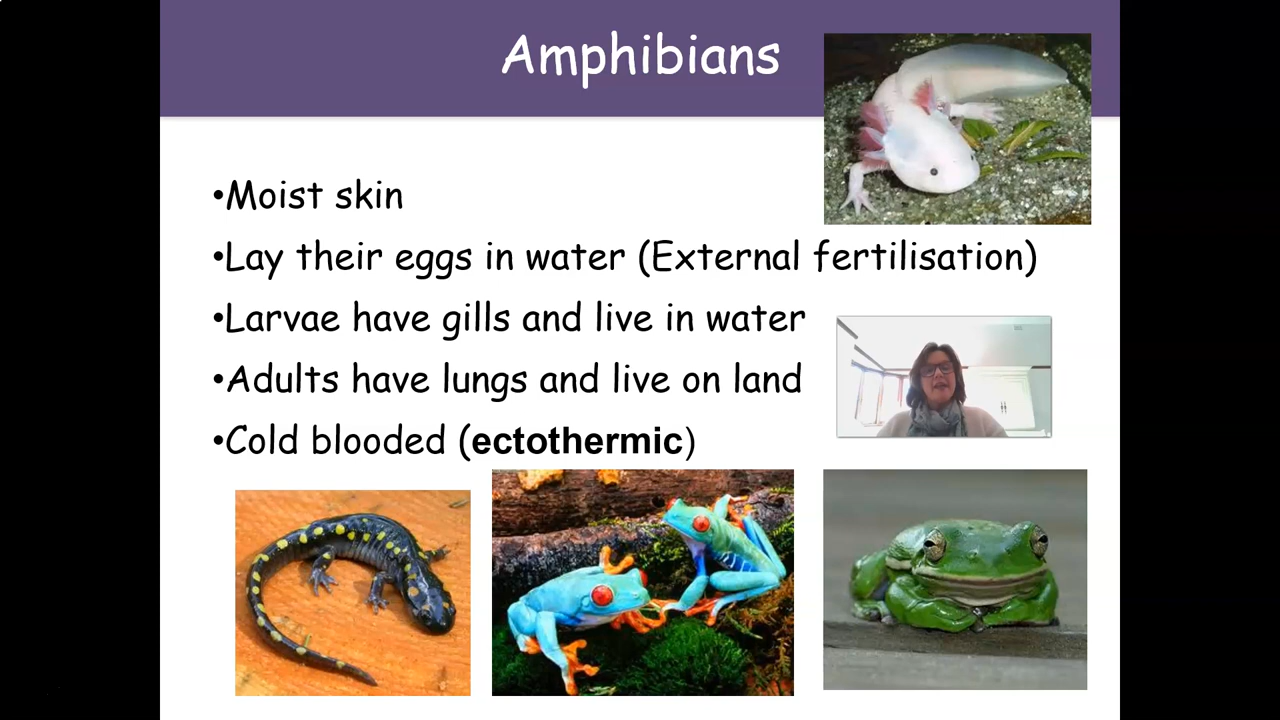 Amphibians
•Moist skin
•Lay their eggs in water (External fertilisation)
•Larvae have gills and live in water
•Adults have lungs and live on land
•Cold blooded (ectothermic)